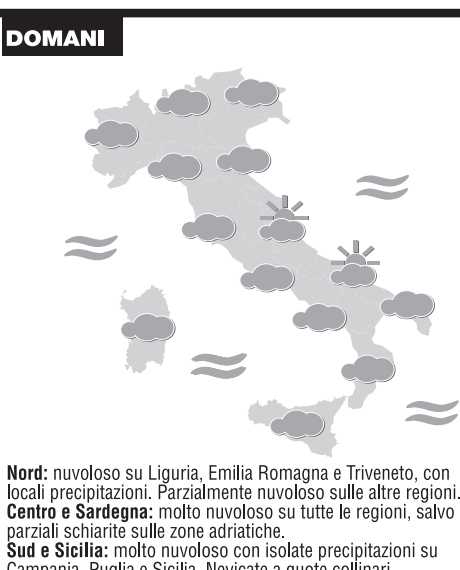 DOMANI
Nord: nuvoloso su Liguria, Emilia Romagna e Triveneto, con
locali precipitazioni. Parzialmente nuvoloso sulle altre regioni.
Centro e Sardegna: molto nuvoloso su tutte le regioni, salvo
parziali schiarite sulle zone adriatiche.
Sud e Sicilia: molto nuvoloso con isolate precipitazioni su
Campania, Puglia e Sicilia. Nevicate a quote collinari